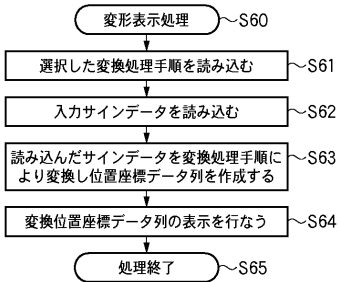 変形表示処理 S60
選択した変換処理手順を読み込む S61
入力サインデータを読み込む S62
読み込んだサインデータを変換処理手順に S63
より変換し位置座標データ列を作成する
変換位置座標データ列の表示を行なう S64
処理終了 S65